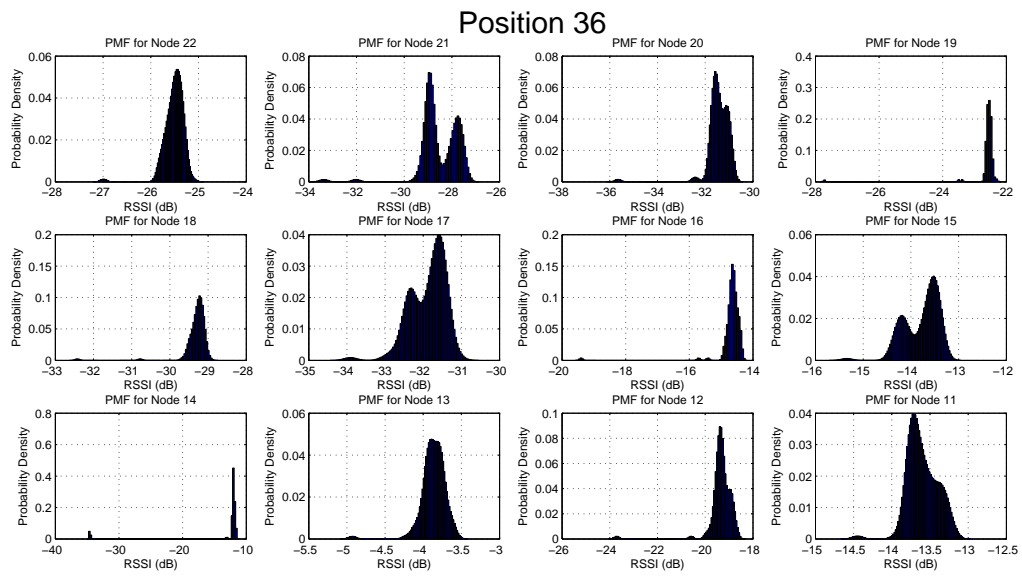 Position 36
PMF for Node 22
Probability Density
0.06
0.04
0.02
0
−28 −27 −26 −25 −24
RSSI (dB)
PMF for Node 21
Probability Density
0.08
0.06
0.04
0.02
0
−34 −32 −30 −28 −26
RSSI (dB)
PMF for Node 20
Probability Density
0.08
0.06
0.04
0.02
0
−38 −36 −34 −32 −30
RSSI (dB)
PMF for Node 19
Probability Density
0.4
0.3
0.2
0.1
0
−28 −26 −24 −22
RSSI (dB)
PMF for Node 18
Probability Density
0.2
0.15
0.1
0.05
0
−33 −32 −31 −30 −29 −28
RSSI (dB)
PMF for Node 17
Probability Density
0.04
0.03
0.02
0.01
0
−35 −34 −33 −32 −31 −30
RSSI (dB)
PMF for Node 16
Probability Density
0.2
0.15
0.1
0.05
0
−20 −18 −16 −14
RSSI (dB)
PMF for Node 15
Probability Density
0.06
0.04
0.02
0
−16 −15 −14 −13 −12
RSSI (dB)
PMF for Node 14
Probability Density
0.8
0.6
0.4
0.2
0
−40 −30 −20 −10
RSSI (dB)
PMF for Node 13
Probability Density
0.06
0.04
0.02
0
−5.5 −5 −4.5 −4 −3.5 −3
RSSI (dB)
PMF for Node 12
Probability Density
0.1
0.08
0.06
0.04
0.02
0
−26 −24 −22 −20 −18
RSSI (dB)
PMF for Node 11
Probability Density
0.04
0.03
0.02
0.01
0
−15 −14.5 −14 −13.5 −13 −12.5
RSSI (dB)